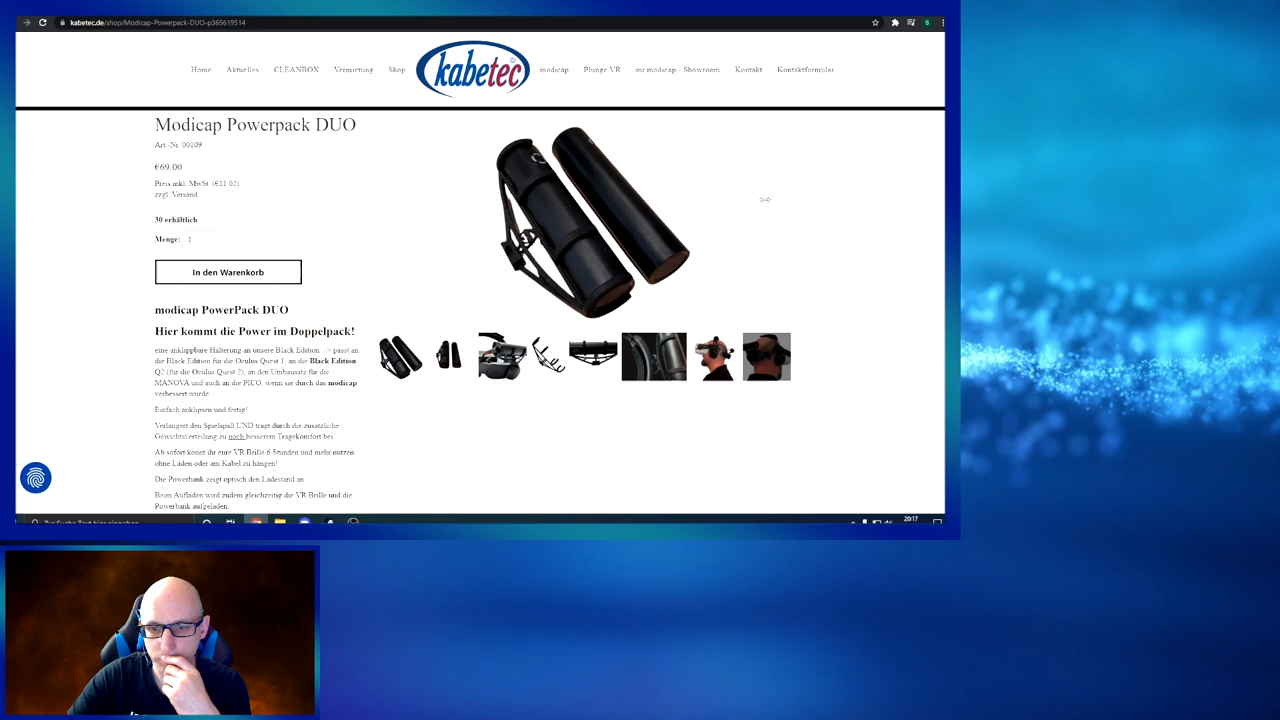 kabetec.de/shop/Modicap-Powerpack-DUO-p365619514
S
Home Aktuelles CLEANBOX Vermietung Shop kabetec modicap Plunge VR mr.modicap - Showroom Kontakt Kontaktformular
Modicap Powerpack DUO
Art.-Nr. 00109
€69.00
Preis inkl. MwSt. (€11.02)
zzgl. Versand
30 erhältlich
Menge: 1
In den Warenkorb
modicap PowerPack DUO
Hier kommt die Power im Doppelpack!
eine anklippbare Halterung an unsere Black Edition --> passt an
die Black Edition für die Oculus Quest 1, an die Black Edition
Q2 (für die Oculus Quest 2), an den Umbausatz für die
MANOVA und auch an die PICO, wenn sie durch das modicap
verbessert wurde
Einfach anklipsen und fertig!
Verlängert den Spielspaß UND trägt durch die zusätzliche
Gewichtsverteilung zu noch besserem Tragekomfort bei
Ab sofort könnt ihr eure VR Brille 6 Stunden und mehr nutzen
ohne Laden oder am Kabel zu hängen!
Die Powerbank zeigt optisch den Ladestand an
Beim Aufladen wird zudem gleichzeitig die VR Brille und die
Powerbank aufgeladen.
Zur Suche Text hier eingeben
20:17